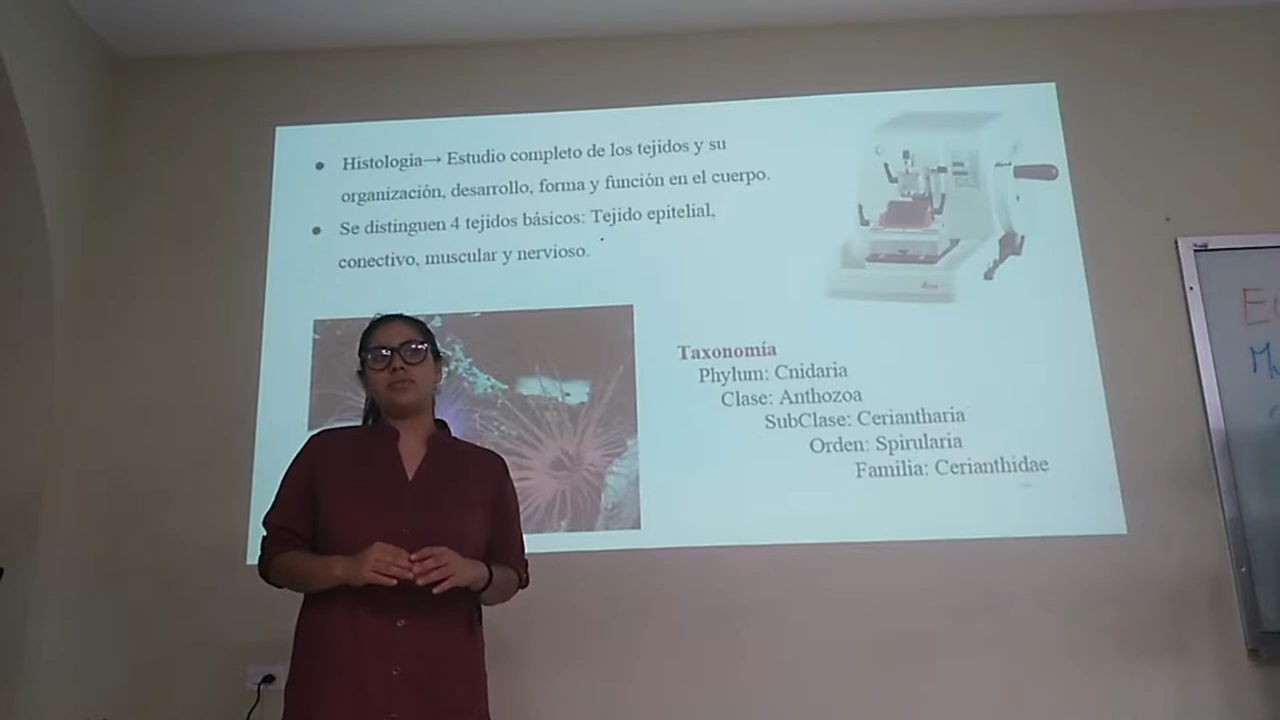 ● Histología→ Estudio completo de los tejidos y su
organización, desarrollo, forma y función en el cuerpo.
● Se distinguen 4 tejidos básicos: Tejido epitelial,
conectivo, muscular y nervioso.
Taxonomía
Phylum: Cnidaria
Clase: Anthozoa
SubClase: Ceriantharia
Orden: Spirularia
Familia: Cerianthidae